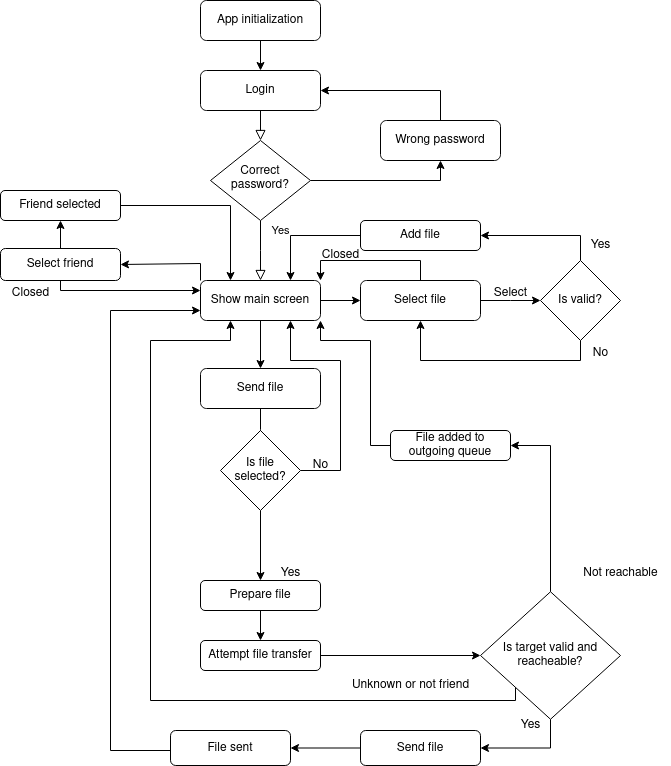 App initialization
Login
Wrong password
Correct
password?
Friend selected
Yes
Add file
Yes
Closed
Select friend
Closed
Show main screen
Select file
Select
Is valid?
No
Send file
Is file
selected?
No
File added to
outgoing queue
Yes
Not reachable
Prepare file
Attempt file transfer
Is target valid and
reacheable?
Unknown or not friend
Yes
File sent
Send file